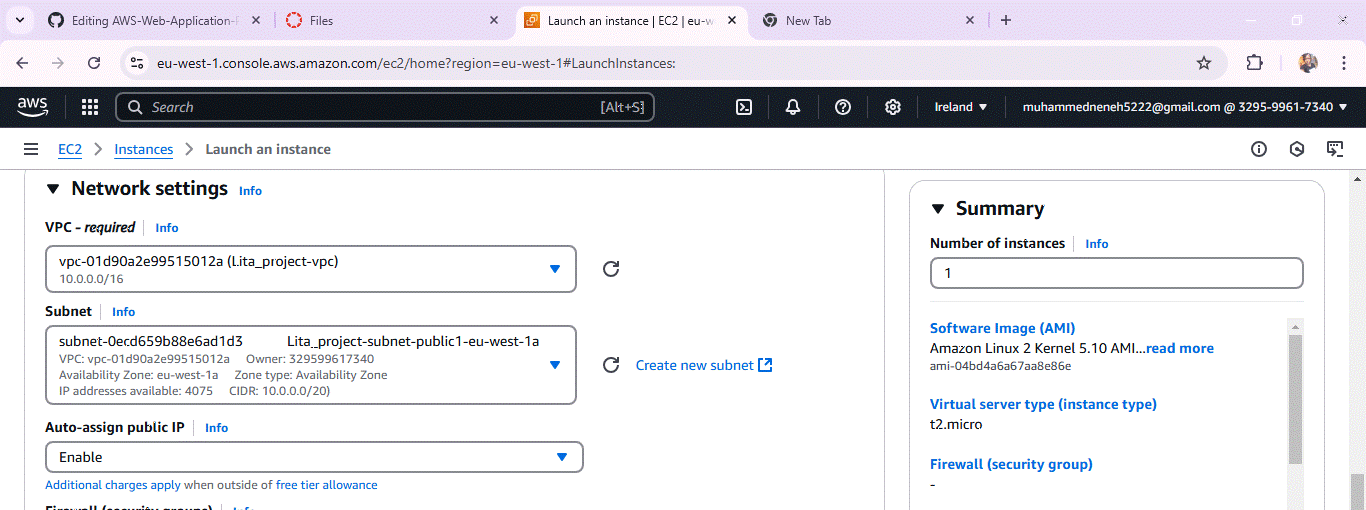 Editing AWS-Web-Application-
Files
Launch an instance | EC2 | eu-w
New Tab
eu-west-1.console.aws.amazon.com/ec2/home?region=eu-west-1#LaunchInstances:
aws
Search
[Alt+S]
Ireland
muhammedneneh5222@gmail.com @ 3295-9961-7340
EC2
Instances
Launch an instance
Network settings Info
VPC - required Info
vpc-01d90a2e99515012a (Lita_project-vpc)
10.0.0.0/16
Subnet Info
subnet-0ecd659b88e6ad1d3 Lita_project-subnet-public1-eu-west-1a
VPC: vpc-01d90a2e99515012a Owner: 329599617340
Availability Zone: eu-west-1a Zone type: Availability Zone
IP addresses available: 4075 CIDR: 10.0.0.0/20)
Create new subnet
Auto-assign public IP Info
Enable
Additional charges apply when outside of free tier allowance
Firewall (security groups) Info
Summary
Number of instances Info
1
Software Image (AMI)
Amazon Linux 2 Kernel 5.10 AMI...read more
ami-04bd4a6a67aa8e86e
Virtual server type (instance type)
t2.micro
Firewall (security group)
-